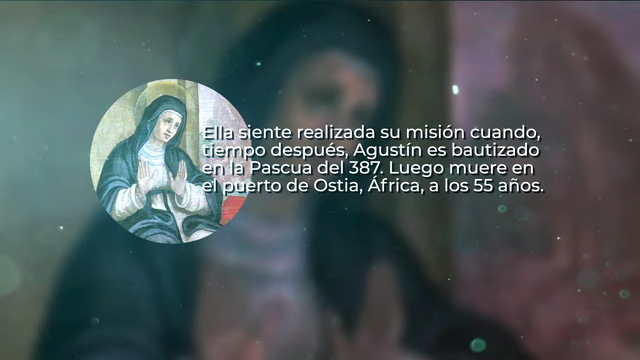 Ella siente realizada su misión cuando,
tiempo después, Agustín es bautizado
en la Pascua del 387. Luego muere en
el puerto de Ostia, África, a los 55 años.